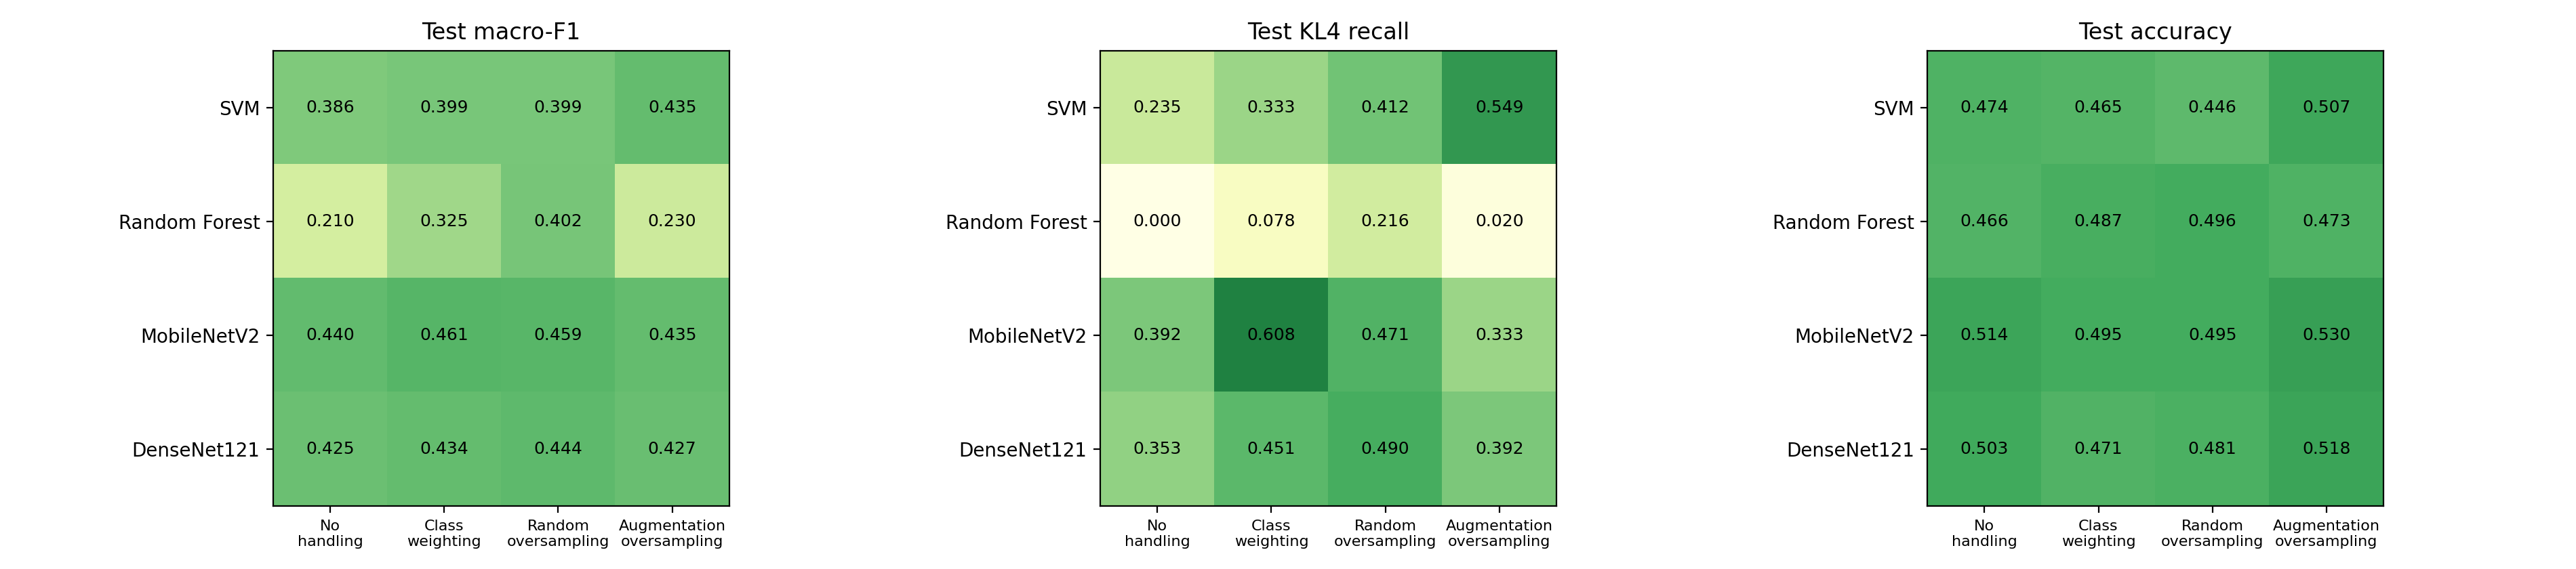 Test macro-F1
SVM
0.386 0.399 0.399 0.435
Random Forest
0.210 0.325 0.402 0.230
MobileNetV2
0.440 0.461 0.459 0.435
DenseNet121
0.425 0.434 0.444 0.427
No Class Random Augmentation
handling weighting oversampling oversampling
Test KL4 recall
SVM
0.235 0.333 0.412 0.549
Random Forest
0.000 0.078 0.216 0.020
MobileNetV2
0.392 0.608 0.471 0.333
DenseNet121
0.353 0.451 0.490 0.392
No Class Random Augmentation
handling weighting oversampling oversampling
Test accuracy
SVM
0.474 0.465 0.446 0.507
Random Forest
0.466 0.487 0.496 0.473
MobileNetV2
0.514 0.495 0.495 0.530
DenseNet121
0.503 0.471 0.481 0.518
No Class Random Augmentation
handling weighting oversampling oversampling